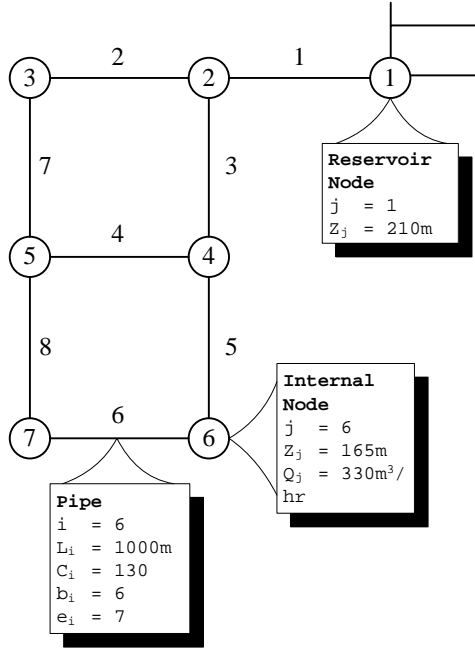 2
1
3
2
1
7
3
Reservoir
Node
j = 1
Zj = 210m
4
5
4
8
5
Internal
Node
j = 6
Zj = 165m
Qj = 330m³/
hr
6
7
6
Pipe
i = 6
Li = 1000m
Ci = 130
bi = 6
ei = 7